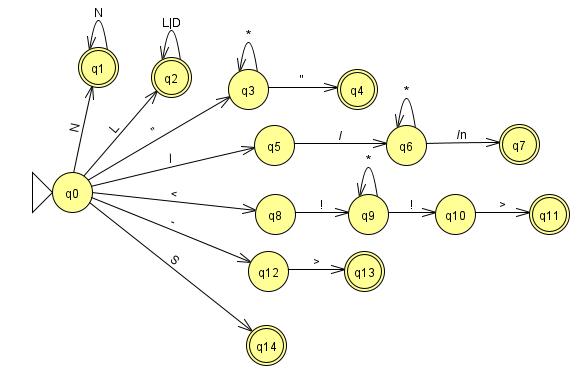 N
L|D
*
q1
q2
q3
"
q4
*
N
L
"
q5
/
q6
/n
q7
/
*
q0
<
q8
!
q9
!
q10
>
q11
-
q12
>
q13
S
q14